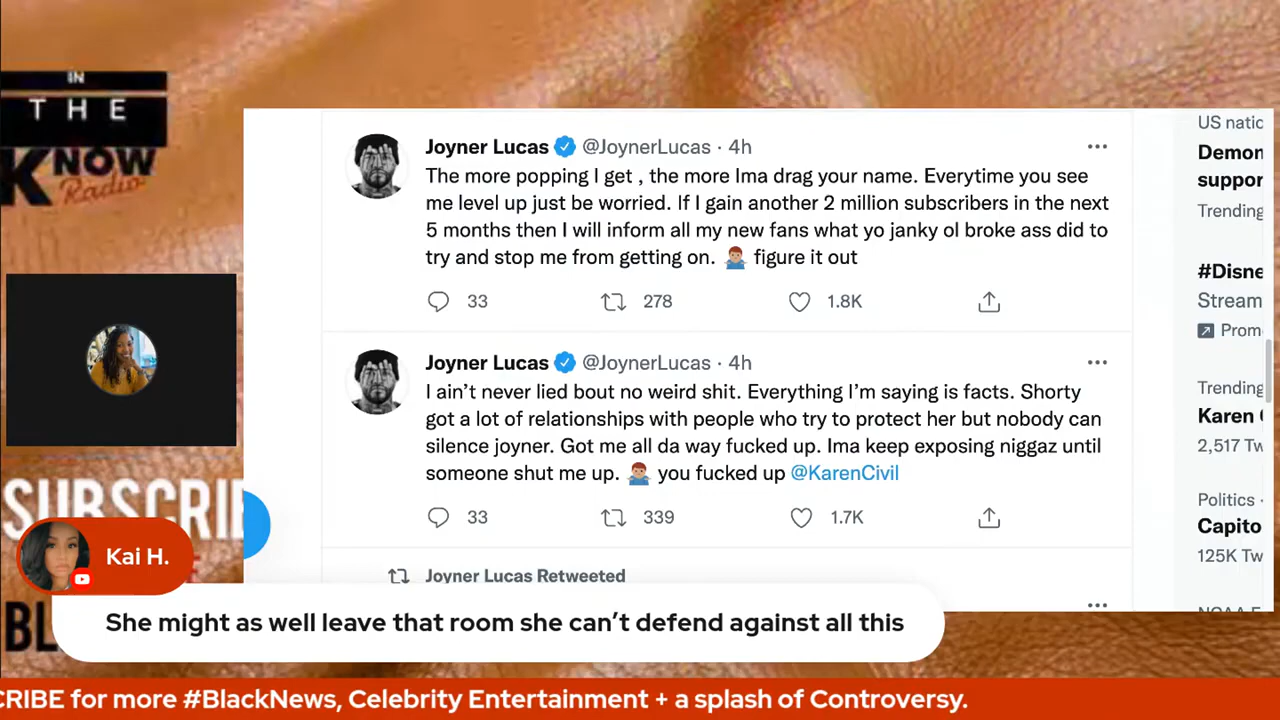 IN
THE
KNOW
Radio
Joyner Lucas @JoynerLucas · 4h
The more popping I get , the more Ima drag your name. Everytime you see
me level up just be worried. If I gain another 2 million subscribers in the next
5 months then I will inform all my new fans what yo janky ol broke ass did to
try and stop me from getting on. 🤷🏽‍♂️ figure it out
33 278 1.8K
Joyner Lucas @JoynerLucas · 4h
I ain’t never lied bout no weird shit. Everything I’m saying is facts. Shorty
got a lot of relationships with people who try to protect her but nobody can
silence joyner. Got me all da way fucked up. Ima keep exposing niggaz until
someone shut me up. 🤷🏽‍♂️ you fucked up @KarenCivil
33 339 1.7K
Joyner Lucas Retweeted
US natio
Demon
suppor
Trending
#Disne
Stream
Prom
Trending
Karen
2,517 Tw
Politics ·
Capito
125K Tw
SUBSCRI
BL
Kai H.
She might as well leave that room she can’t defend against all this
CRIBE for more #BlackNews, Celebrity Entertainment + a splash of Controversy.